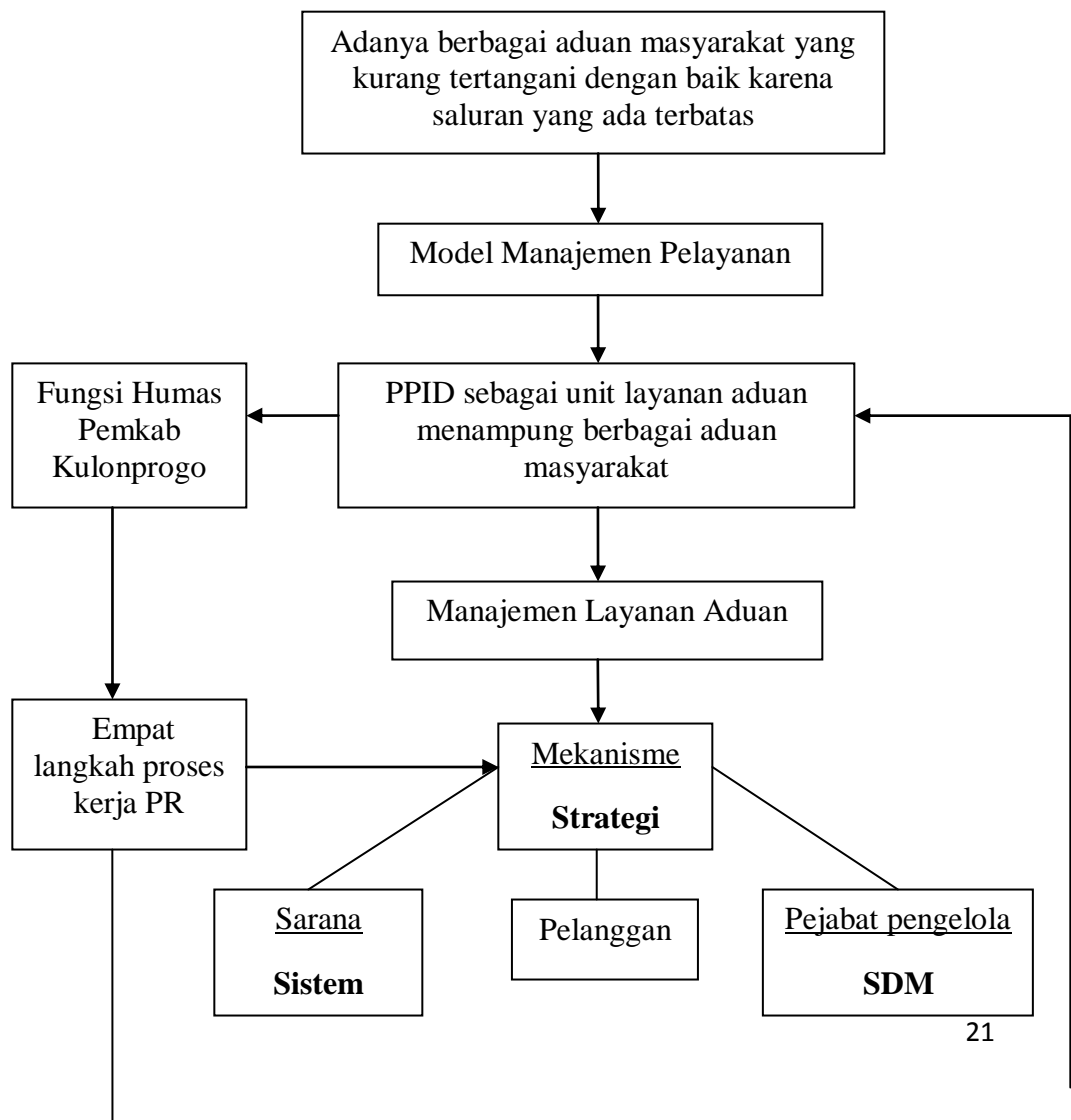 Adanya berbagai aduan masyarakat yang
kurang tertangani dengan baik karena
saluran yang ada terbatas
Model Manajemen Pelayanan
Fungsi Humas
Pemkab
Kulonprogo
PPID sebagai unit layanan aduan
menampung berbagai aduan
masyarakat
Manajemen Layanan Aduan
Empat
langkah proses
kerja PR
Mekanisme
Strategi
Sarana
Sistem
Pelanggan
Pejabat pengelola
SDM
21